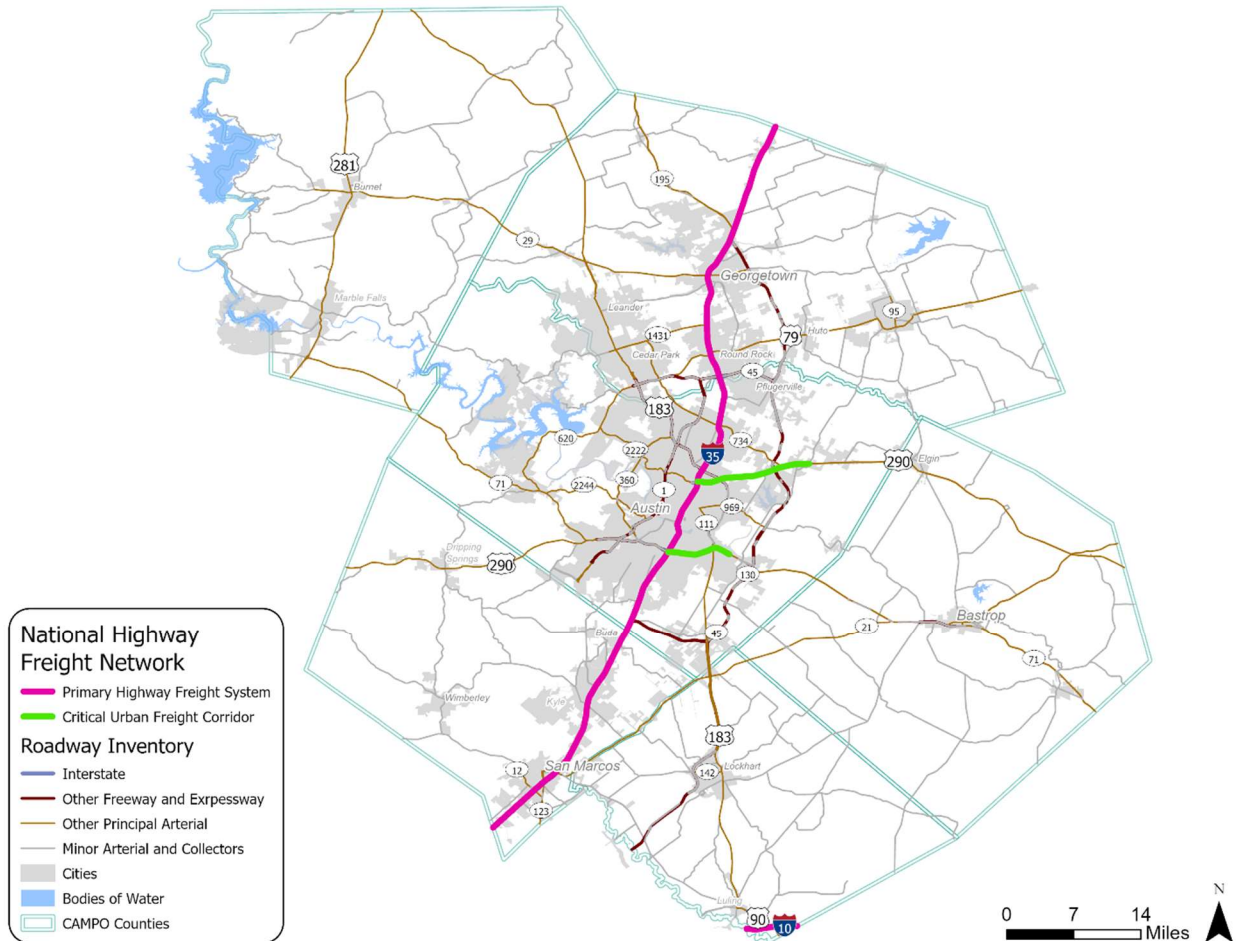 281
Burnet
195
29
Georgetown
Marble Falls
Leander
95
1431
79
Huto
Cedar Park
Round Rock
45
Pflugerville
183
620
2222
734
35
290
Elgin
71
2244
360
1
969
Austin
111
Dripping
Springs
290
130
Bastrop
21
45
Buda
71
Wimberley
Kyle
183
12
San Marcos
142
Lockhart
123
Luling
90
10
National Highway
Freight Network
Primary Highway Freight System
Critical Urban Freight Corridor
Roadway Inventory
Interstate
Other Freeway and Exrpessway
Other Principal Arterial
Minor Arterial and Collectors
Cities
Bodies of Water
CAMPO Counties
0 7 14
Miles
N